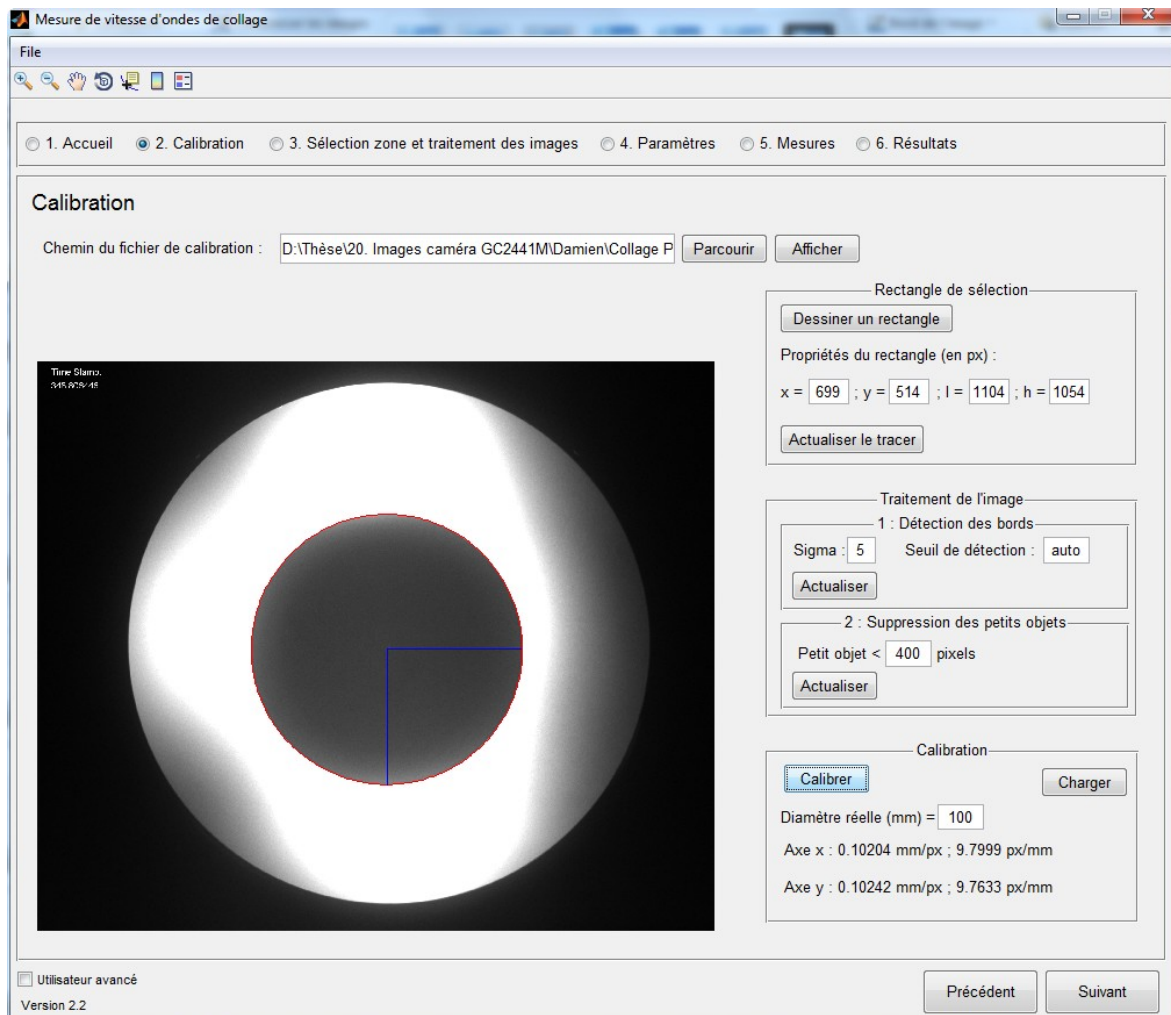 Mesure de vitesse d'ondes de collage
File
1. Accueil 2. Calibration 3. Sélection zone et traitement des images 4. Paramètres 5. Mesures 6. Résultats
Calibration
Chemin du fichier de calibration : D:\Thèse\20. Images caméra GC2441M\Damien\Collage P Parcourir Afficher
Rectangle de sélection
Dessiner un rectangle
Propriétés du rectangle (en px) :
x = 699 ; y = 514 ; l = 1104 ; h = 1054
Actualiser le tracer
Time Stamp.
Traitement de l'image
1 : Détection des bords
Sigma : 5 Seuil de détection : auto
Actualiser
2 : Suppression des petits objets
Petit objet < 400 pixels
Actualiser
Calibration
Calibrer Charger
Diamètre réelle (mm) = 100
Axe x : 0.10204 mm/px ; 9.7999 px/mm
Axe y : 0.10242 mm/px ; 9.7633 px/mm
Utilisateur avancé
Version 2.2
Précédent Suivant